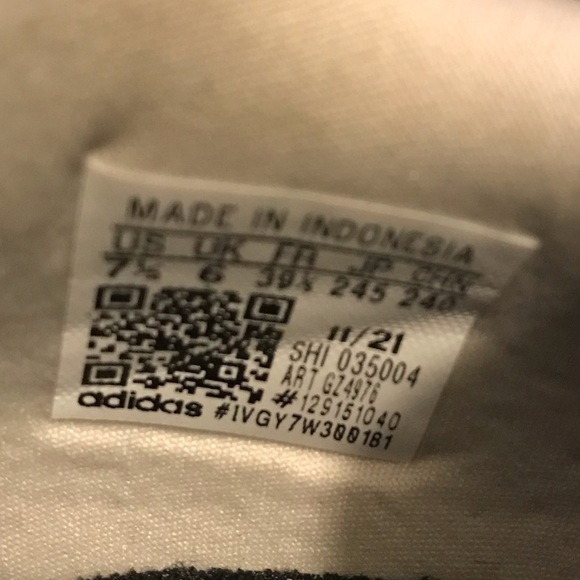 MADE IN INDONESIA
US UK FR JP CHN
7½ 6 39⅓ 245 240
11/21
SHI 035004
ART GZ4976
#129151040
adidas #IVGY7W300181